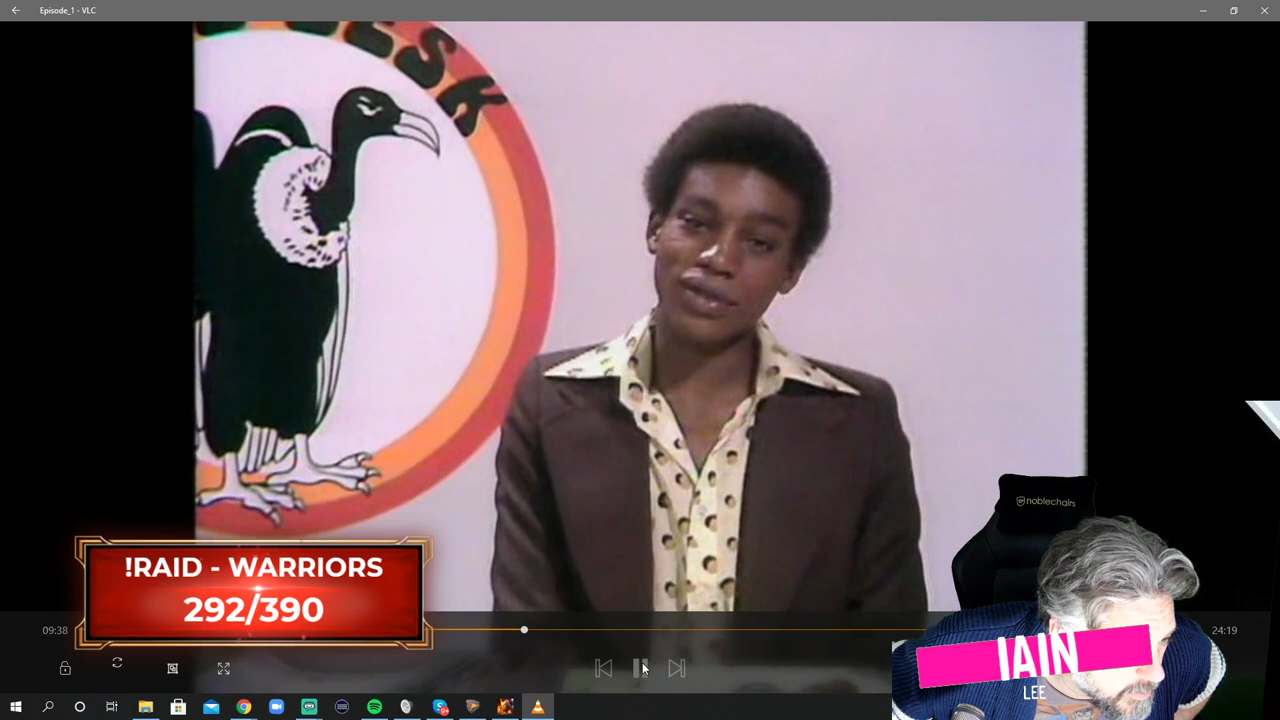 Episode_1 - VLC
ESK
noblechairs
!RAID - WARRIORS
292/390
09:38
24:19
IAIN
LEE